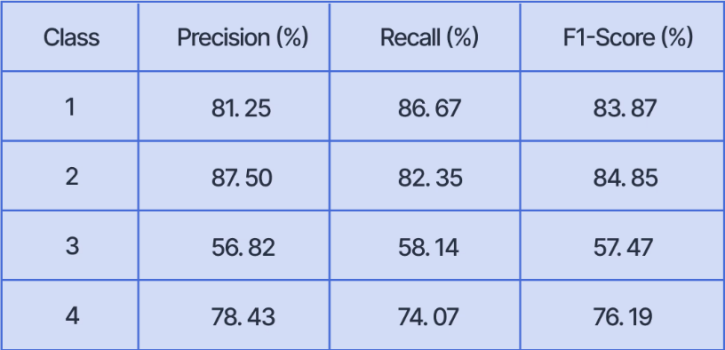 Class Precision (%) Recall (%) F1-Score (%)
1 81. 25 86. 67 83. 87
2 87. 50 82. 35 84. 85
3 56. 82 58. 14 57. 47
4 78. 43 74. 07 76. 19